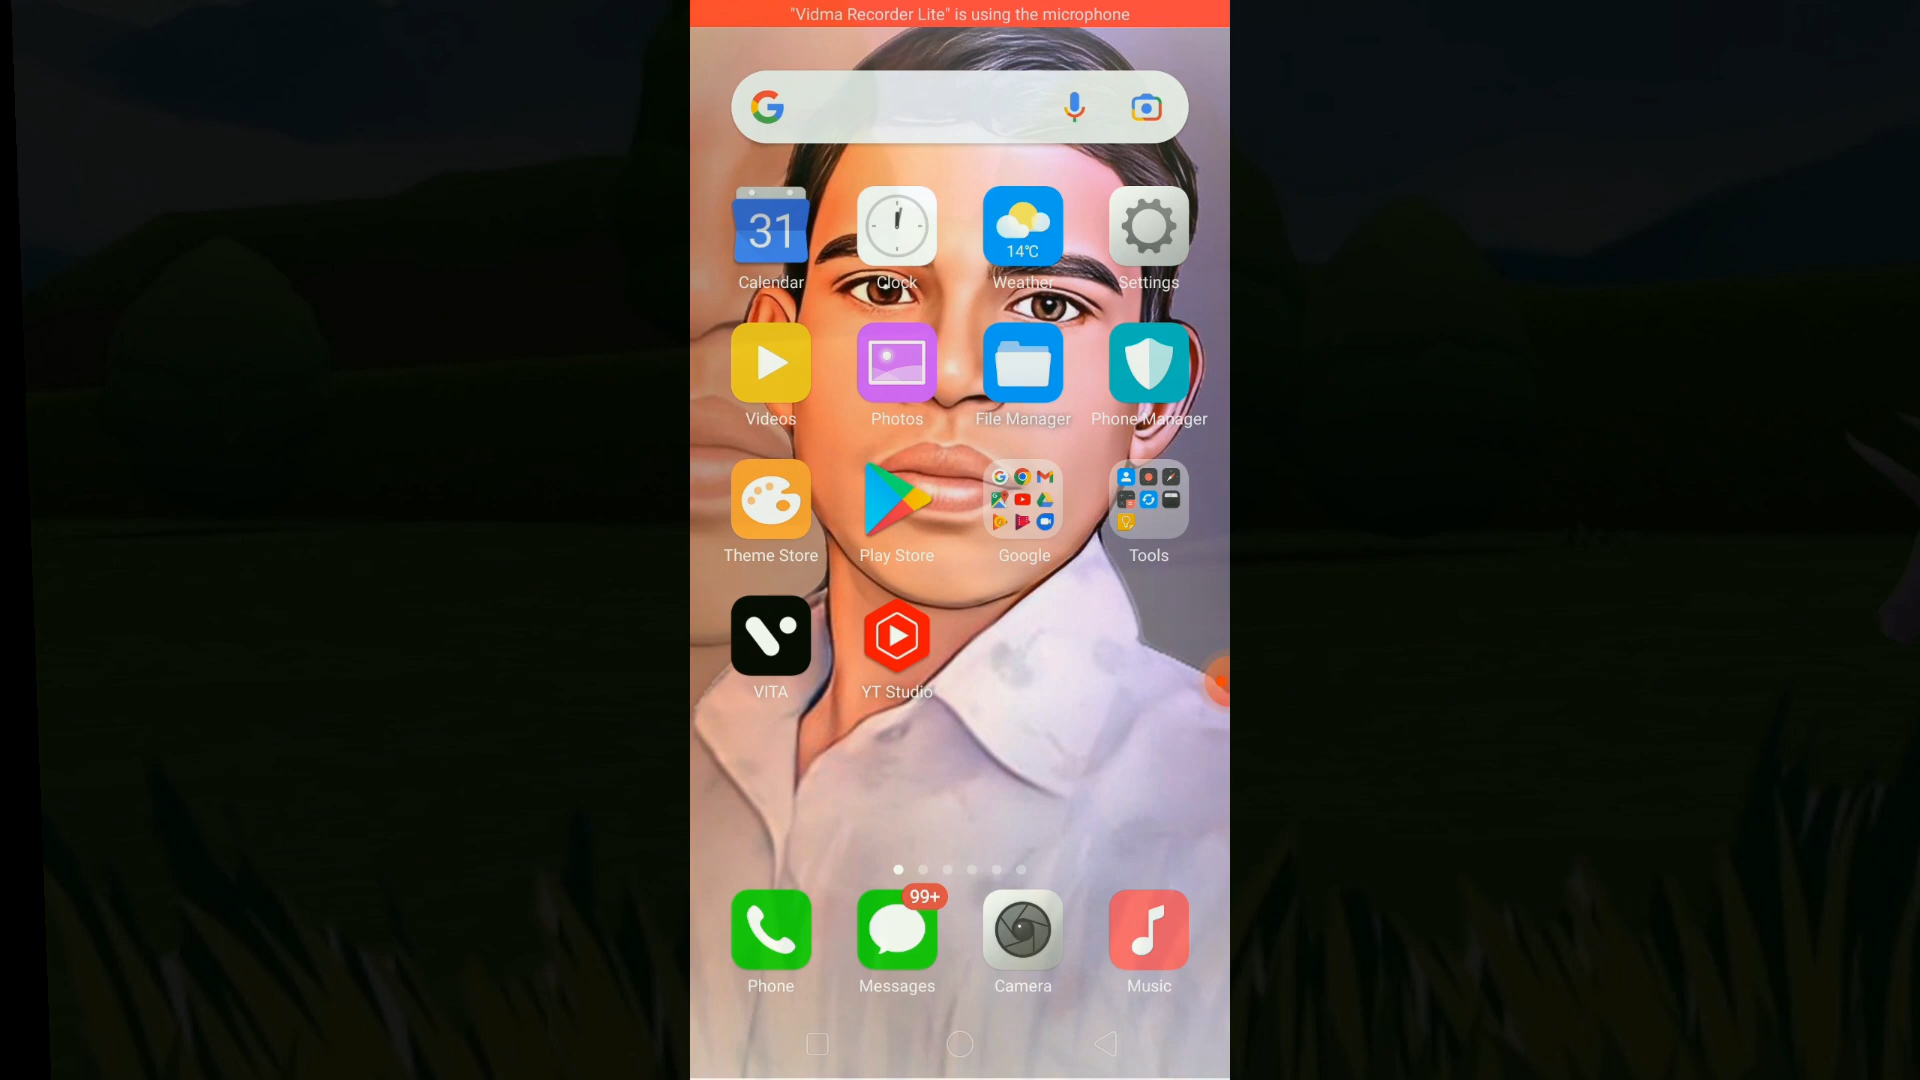 "Vidma Recorder Lite" is using the microphone
31
14°C
Calendar
Clock
Weather
Settings
Videos
Photos
File Manager
Phone Manager
Theme Store
Play Store
Google
Tools
VITA
YT Studio
99+
Phone
Messages
Camera
Music